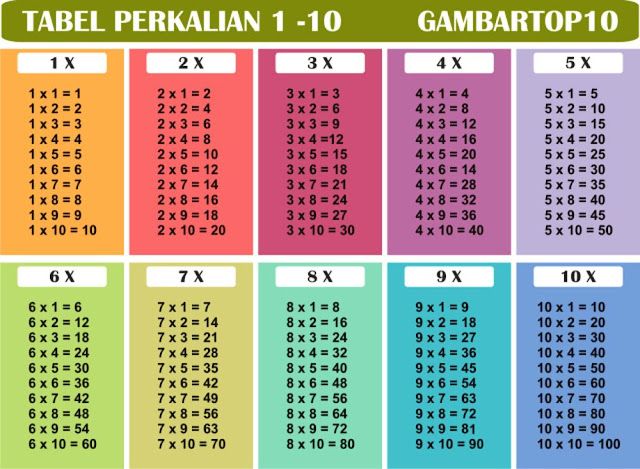 TABEL PERKALIAN 1 -10 GAMBARTOP10
1 X
1 x 1 = 1
1 x 2 = 2
1 x 3 = 3
1 x 4 = 4
1 x 5 = 5
1 x 6 = 6
1 x 7 = 7
1 x 8 = 8
1 x 9 = 9
1 x 10 = 10
2 X
2 x 1 = 2
2 x 2 = 4
2 x 3 = 6
2 x 4 = 8
2 x 5 = 10
2 x 6 = 12
2 x 7 = 14
2 x 8 = 16
2 x 9 = 18
2 x 10 = 20
3 X
3 x 1 = 3
3 x 2 = 6
3 x 3 = 9
3 x 4 =12
3 x 5 = 15
3 x 6 = 18
3 x 7 = 21
3 x 8 = 24
3 x 9 = 27
3 x 10 = 30
4 X
4 x 1 = 4
4 x 2 = 8
4 x 3 = 12
4 x 4 = 16
4 x 5 = 20
4 x 6 = 14
4 x 7 = 28
4 x 8 = 32
4 x 9 = 36
4 x 10 = 40
5 X
5 x 1 = 5
5 x 2 = 10
5 x 3 = 15
5 x 4 = 20
5 x 5 = 25
5 x 6 = 30
5 x 7 = 35
5 x 8 = 40
5 x 9 = 45
5 x 10 = 50
6 X
6 x 1 = 6
6 x 2 = 12
6 x 3 = 18
6 x 4 = 24
6 x 5 = 30
6 x 6 = 36
6 x 7 = 42
6 x 8 = 48
6 x 9 = 54
6 x 10 = 60
7 X
7 x 1 = 7
7 x 2 = 14
7 x 3 = 21
7 x 4 = 28
7 x 5 = 35
7 x 6 = 42
7 x 7 = 49
7 x 8 = 56
7 x 9 = 63
7 x 10 = 70
8 X
8 x 1 = 8
8 x 2 = 16
8 x 3 = 24
8 x 4 = 32
8 x 5 = 40
8 x 6 = 48
8 x 7 = 56
8 x 8 = 64
8 x 9 = 72
8 x 10 = 80
9 X
9 x 1 = 9
9 x 2 = 18
9 x 3 = 27
9 x 4 = 36
9 x 5 = 45
9 x 6 = 54
9 x 7 = 63
9 x 8 = 72
9 x 9 = 81
9 x 10 = 90
10 X
10 x 1 = 10
10 x 2 = 20
10 x 3 = 30
10 x 4 = 40
10 x 5 = 50
10 x 6 = 60
10 x 7 = 70
10 x 8 = 80
10 x 9 = 90
10 x 10 = 100